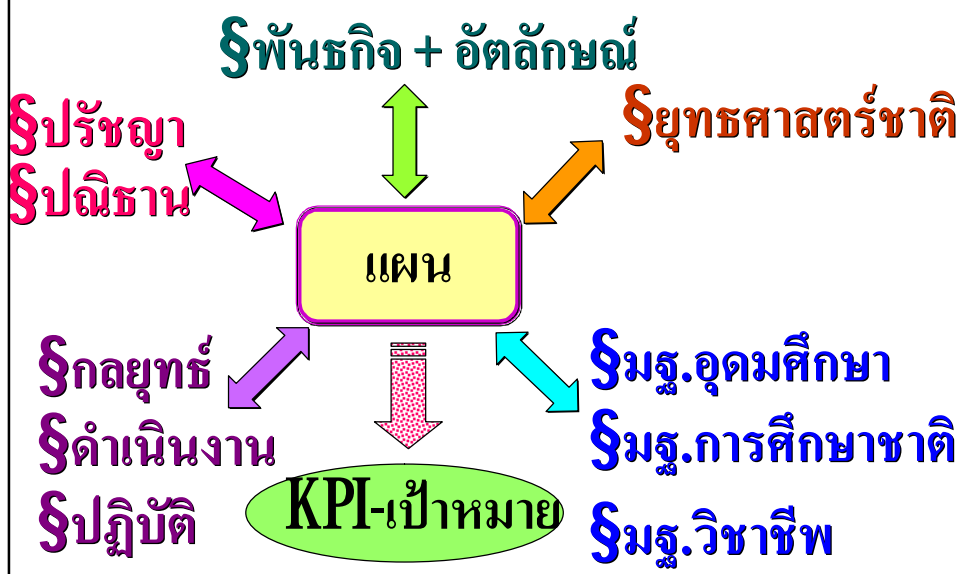 §พันธกิจ + อัตลักษณ์
§ปรัชญา
§ปณิธาน
§ยุทธศาสตร์ชาติ
แผน
§กลยุทธ์
§ดำเนินงาน
§ปฏิบัติ
KPI-เป้าหมาย
§มฐ.อุดมศึกษา
§มฐ.การศึกษาชาติ
§มฐ.วิชาชีพ